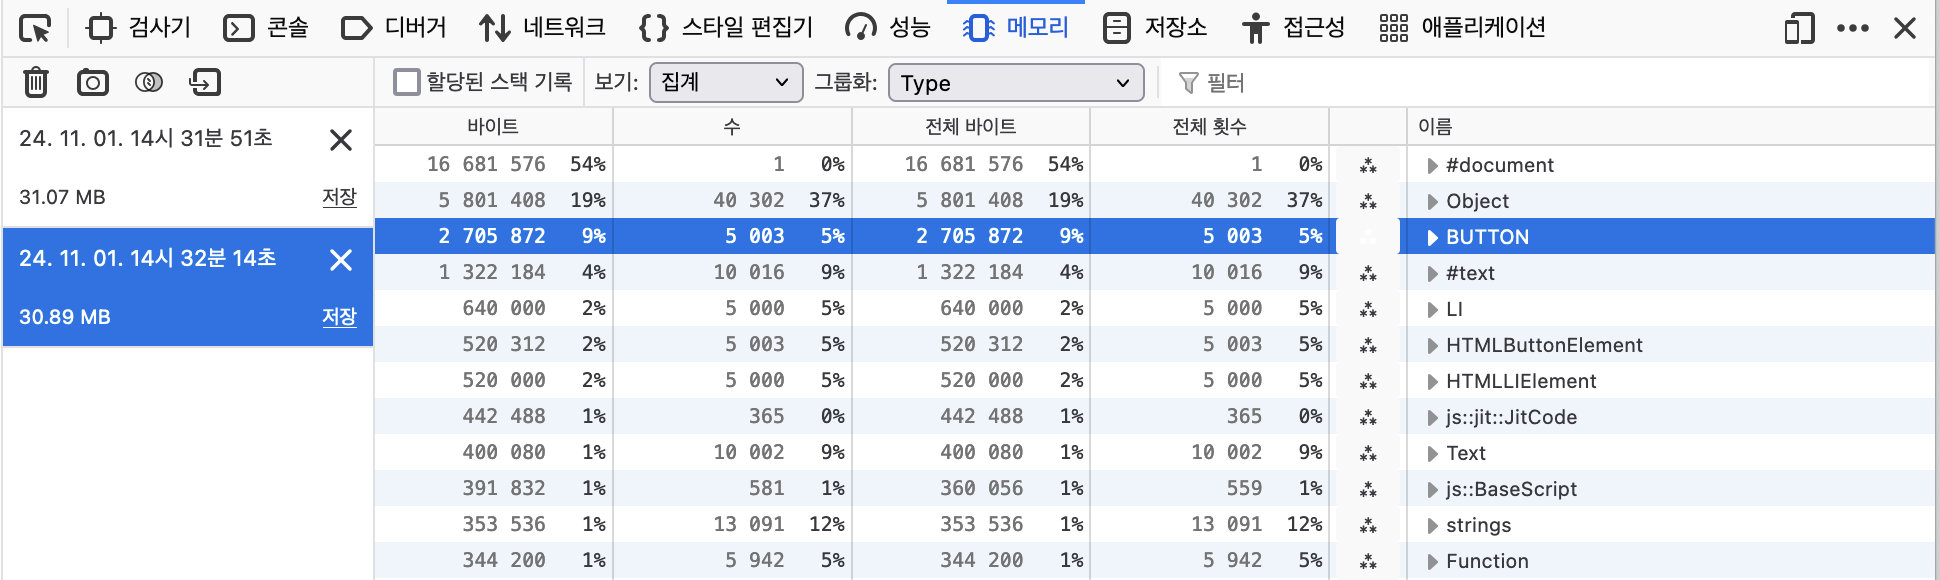 검사기 콘솔 디버거 네트워크 스타일 편집기 성능 메모리 저장소 접근성 애플리케이션
할당된 스택 기록 보기: 집계 그룹화: Type 필터
24. 11. 01. 14시 31분 51초
31.07 MB 저장
24. 11. 01. 14시 32분 14초
30.89 MB 저장
바이트 수 전체 바이트 전체 횟수 이름
16 681 576 54% 1 0% 16 681 576 54% 1 0% #document
5 801 408 19% 40 302 37% 5 801 408 19% 40 302 37% Object
2 705 872 9% 5 003 5% 2 705 872 9% 5 003 5% BUTTON
1 322 184 4% 10 016 9% 1 322 184 4% 10 016 9% #text
640 000 2% 5 000 5% 640 000 2% 5 000 5% LI
520 312 2% 5 003 5% 520 312 2% 5 003 5% HTMLButtonElement
520 000 2% 5 000 5% 520 000 2% 5 000 5% HTMLLIElement
442 488 1% 365 0% 442 488 1% 365 0% js::jit::JitCode
400 080 1% 10 002 9% 400 080 1% 10 002 9% Text
391 832 1% 581 1% 360 056 1% 559 1% js::BaseScript
353 536 1% 13 091 12% 353 536 1% 13 091 12% strings
344 200 1% 5 942 5% 344 200 1% 5 942 5% Function